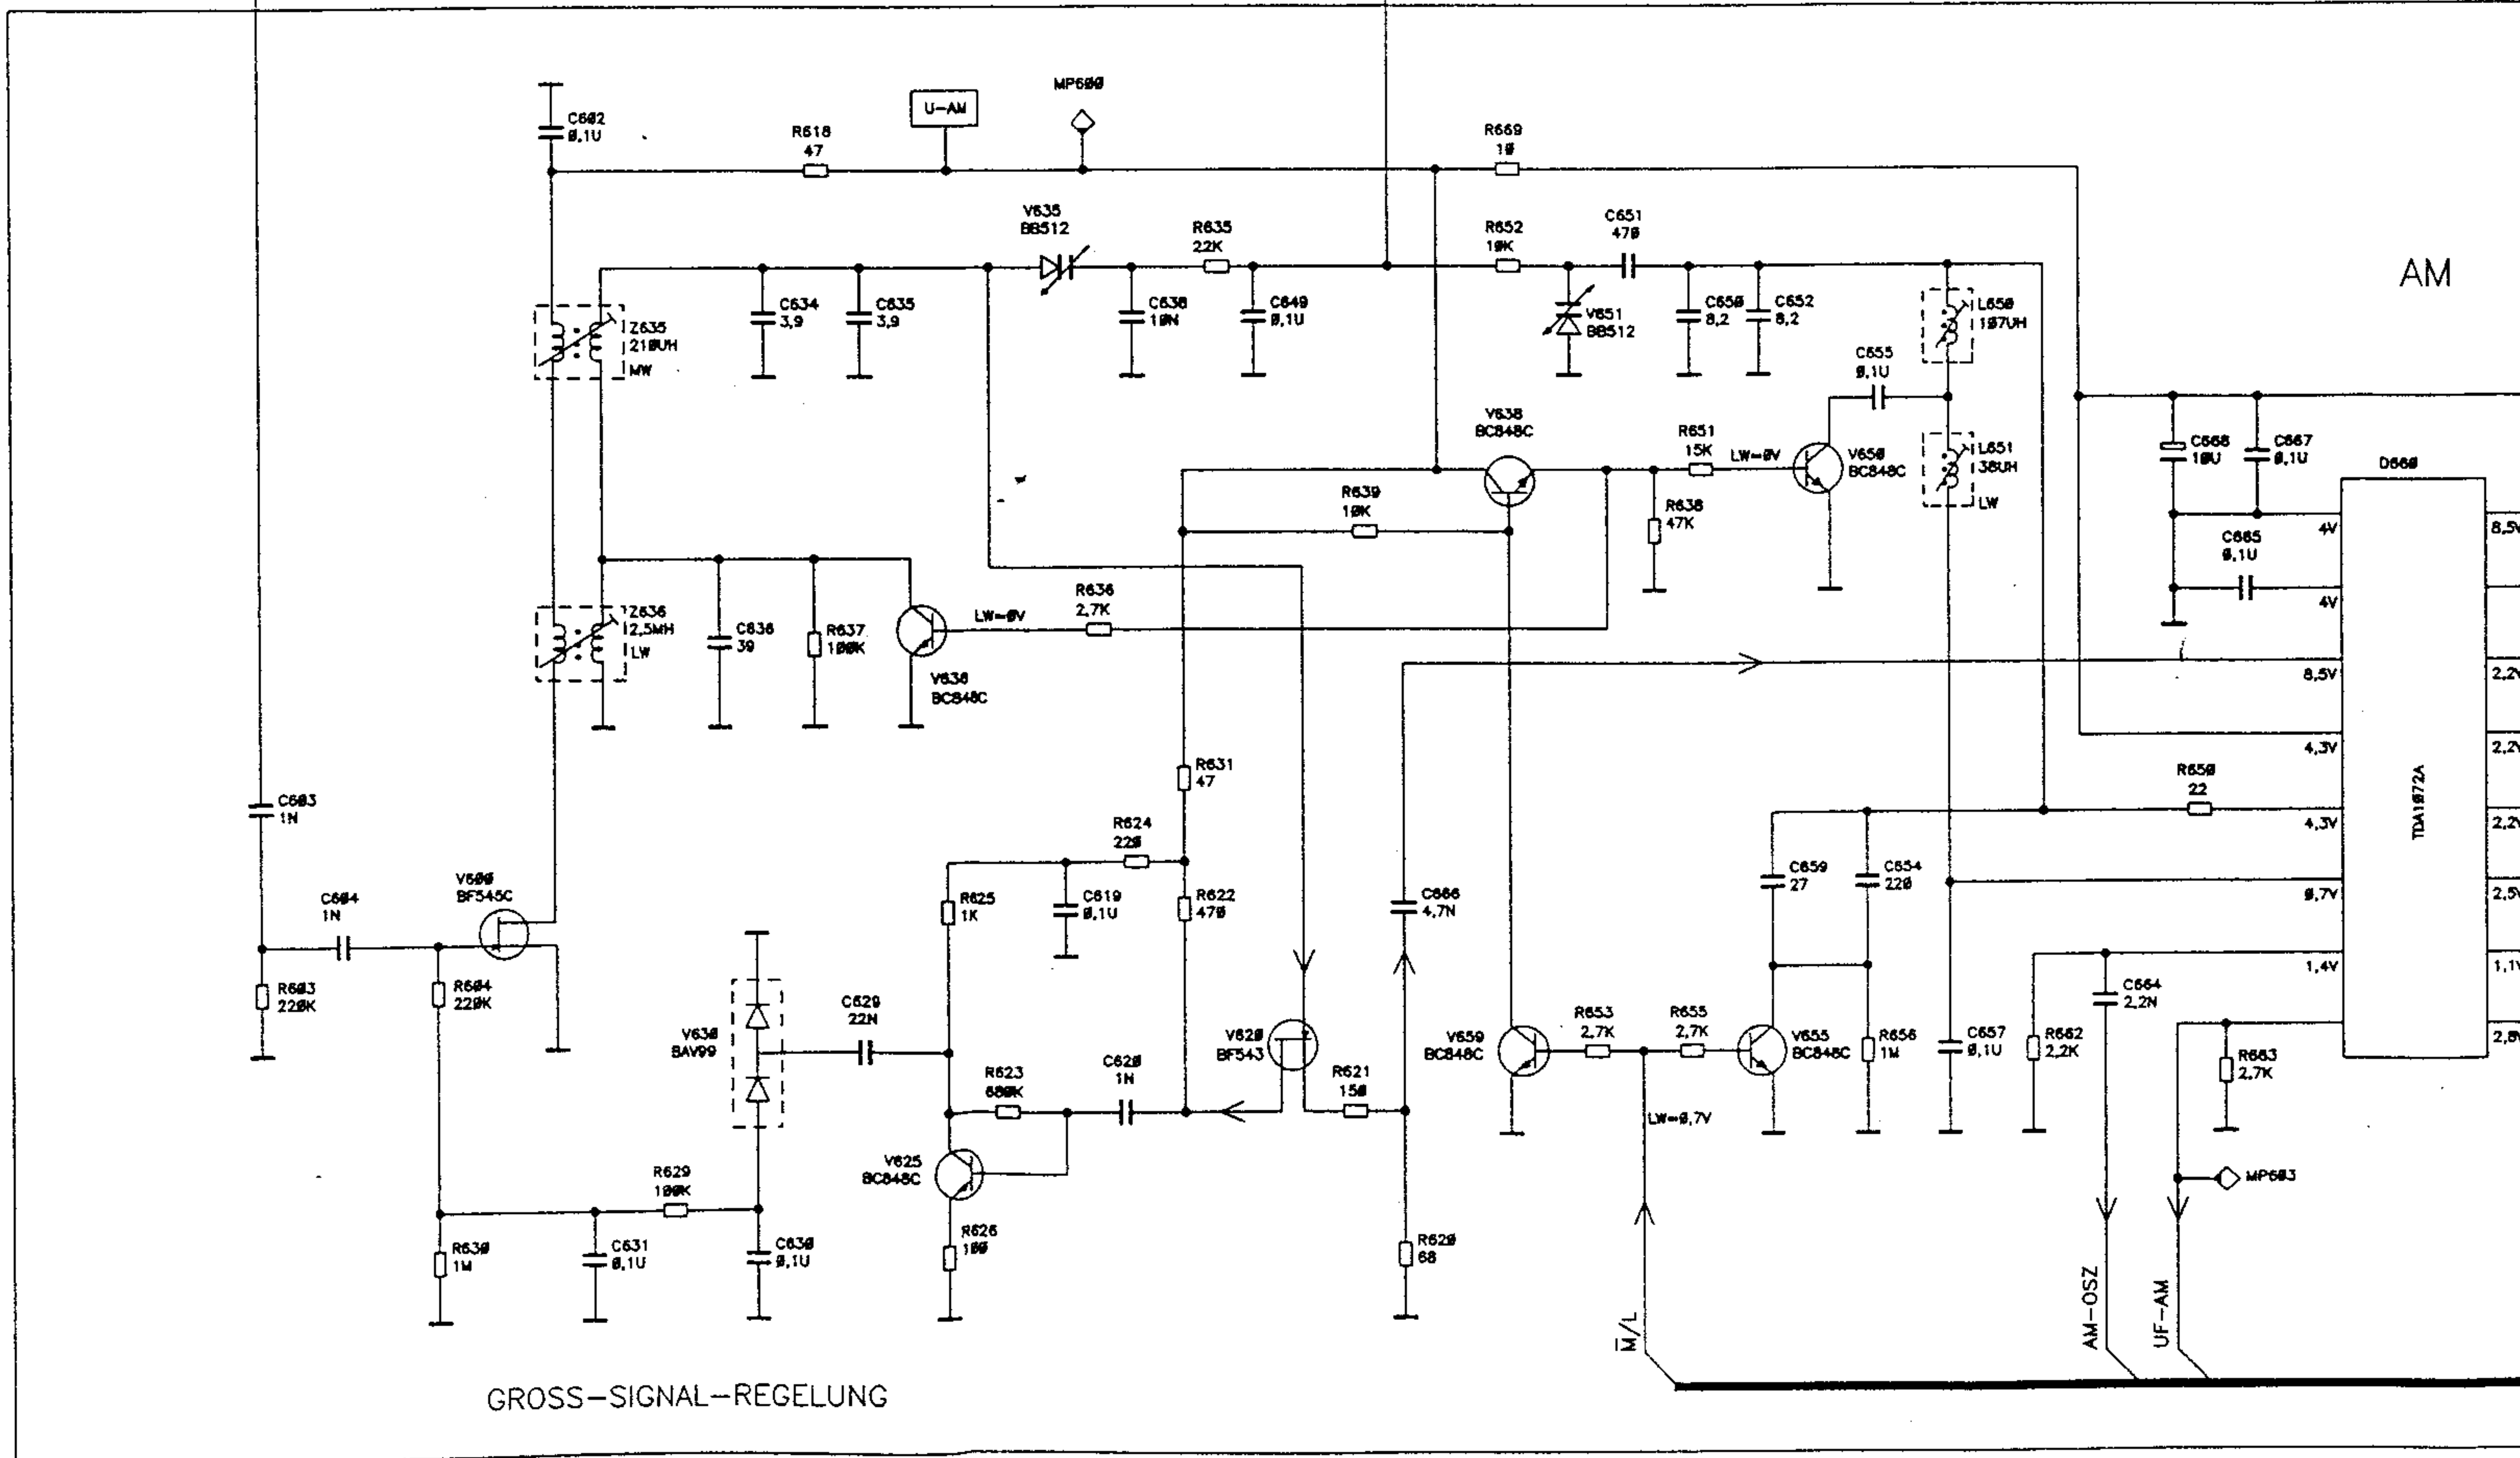 MP600
U-AM
C602
0,1U
R618
47
R669
10
V635
BB512
R635
22K
R652
10K
C651
470
AM
C634
3,9
C635
3,9
C638
10N
C649
0,1U
V651
BB512
C650
8,2
C652
8,2
L650
107UH
Z635
210UH
MW
C655
0,1U
V638
BC848C
R651
15K
LW=0V
V650
BC848C
L651
38UH
LW
C668
10U
C667
0,1U
D660
R639
10K
R638
47K
4V
8,5V
C665
0,1U
4V
Z636
2,5MH
LW
C636
39
R637
100K
LW=0V
R636
2,7K
V636
BC848C
8,5V
2,2V
4,3V
2,2V
R631
47
R650
22
TDA1072A
C603
1N
R624
220
4,3V
2,2V
V600
BF545C
C604
1N
R625
1K
C619
0,1U
R622
470
C666
4,7N
C659
27
C654
220
0,7V
2,5V
R603
220K
R604
220K
V630
BAV99
C629
22N
1,4V
1,1V
C664
2,2N
V620
BF543
V659
BC848C
R653
2,7K
R655
2,7K
V655
BC848C
R656
1M
C657
0,1U
R662
2,2K
R663
2,7K
R623
680K
C620
1N
R621
150
LW=0,7V
V625
BC848C
R629
100K
MP603
R630
1M
C631
0,1U
C630
0,1U
R626
100
R620
68
M/L
AM-OSZ
UF-AM
GROSS-SIGNAL-REGELUNG